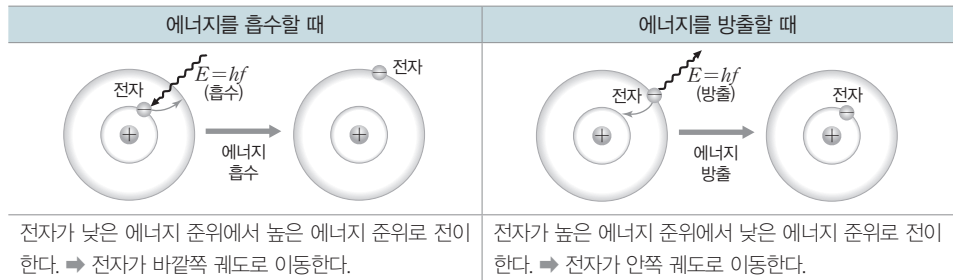 에너지를 흡수할 때
전자
E=hf
(흡수)
에너지
흡수
전자
전자가 낮은 에너지 준위에서 높은 에너지 준위로 전이
한다. ➡ 전자가 바깥쪽 궤도로 이동한다.
에너지를 방출할 때
전자
E=hf
(방출)
에너지
방출
전자
전자가 높은 에너지 준위에서 낮은 에너지 준위로 전이
한다. ➡ 전자가 안쪽 궤도로 이동한다.